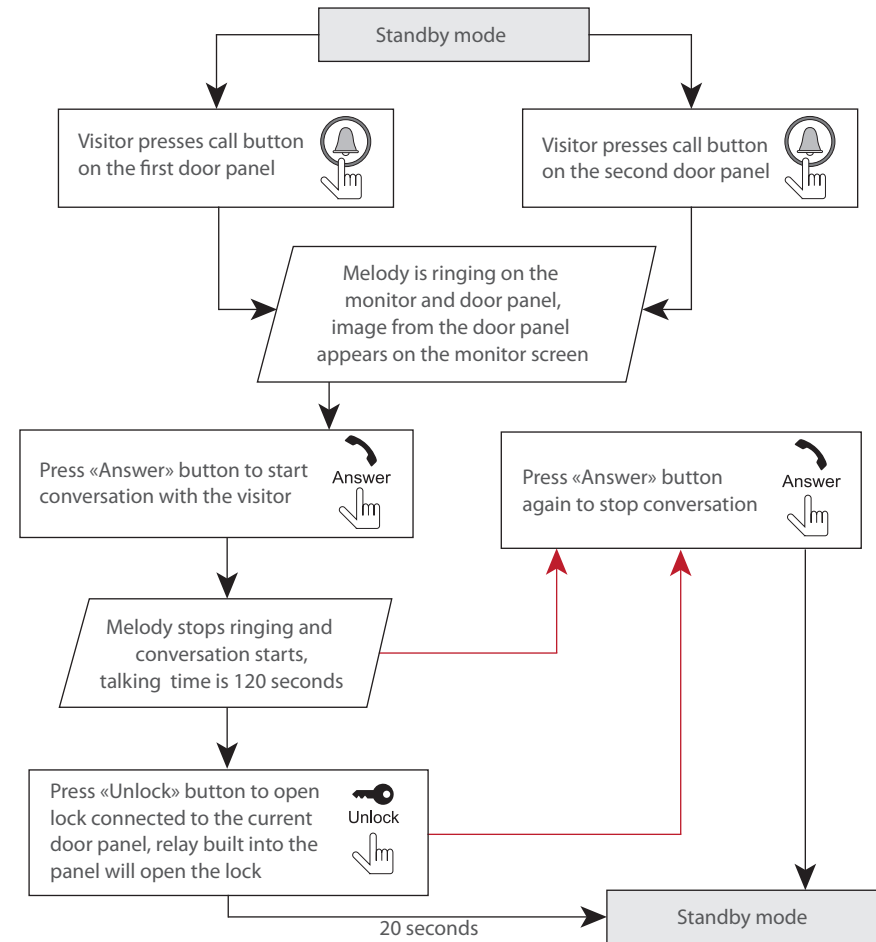 Standby mode
Visitor presses call button
on the first door panel
Visitor presses call button
on the second door panel
Melody is ringing on the
monitor and door panel,
image from the door panel
appears on the monitor screen
Press «Answer» button to start
conversation with the visitor
Answer
Press «Answer» button
again to stop conversation
Answer
Melody stops ringing and
conversation starts,
talking time is 120 seconds
Press «Unlock» button to open
lock connected to the current
door panel, relay built into the
panel will open the lock
Unlock
20 seconds
Standby mode